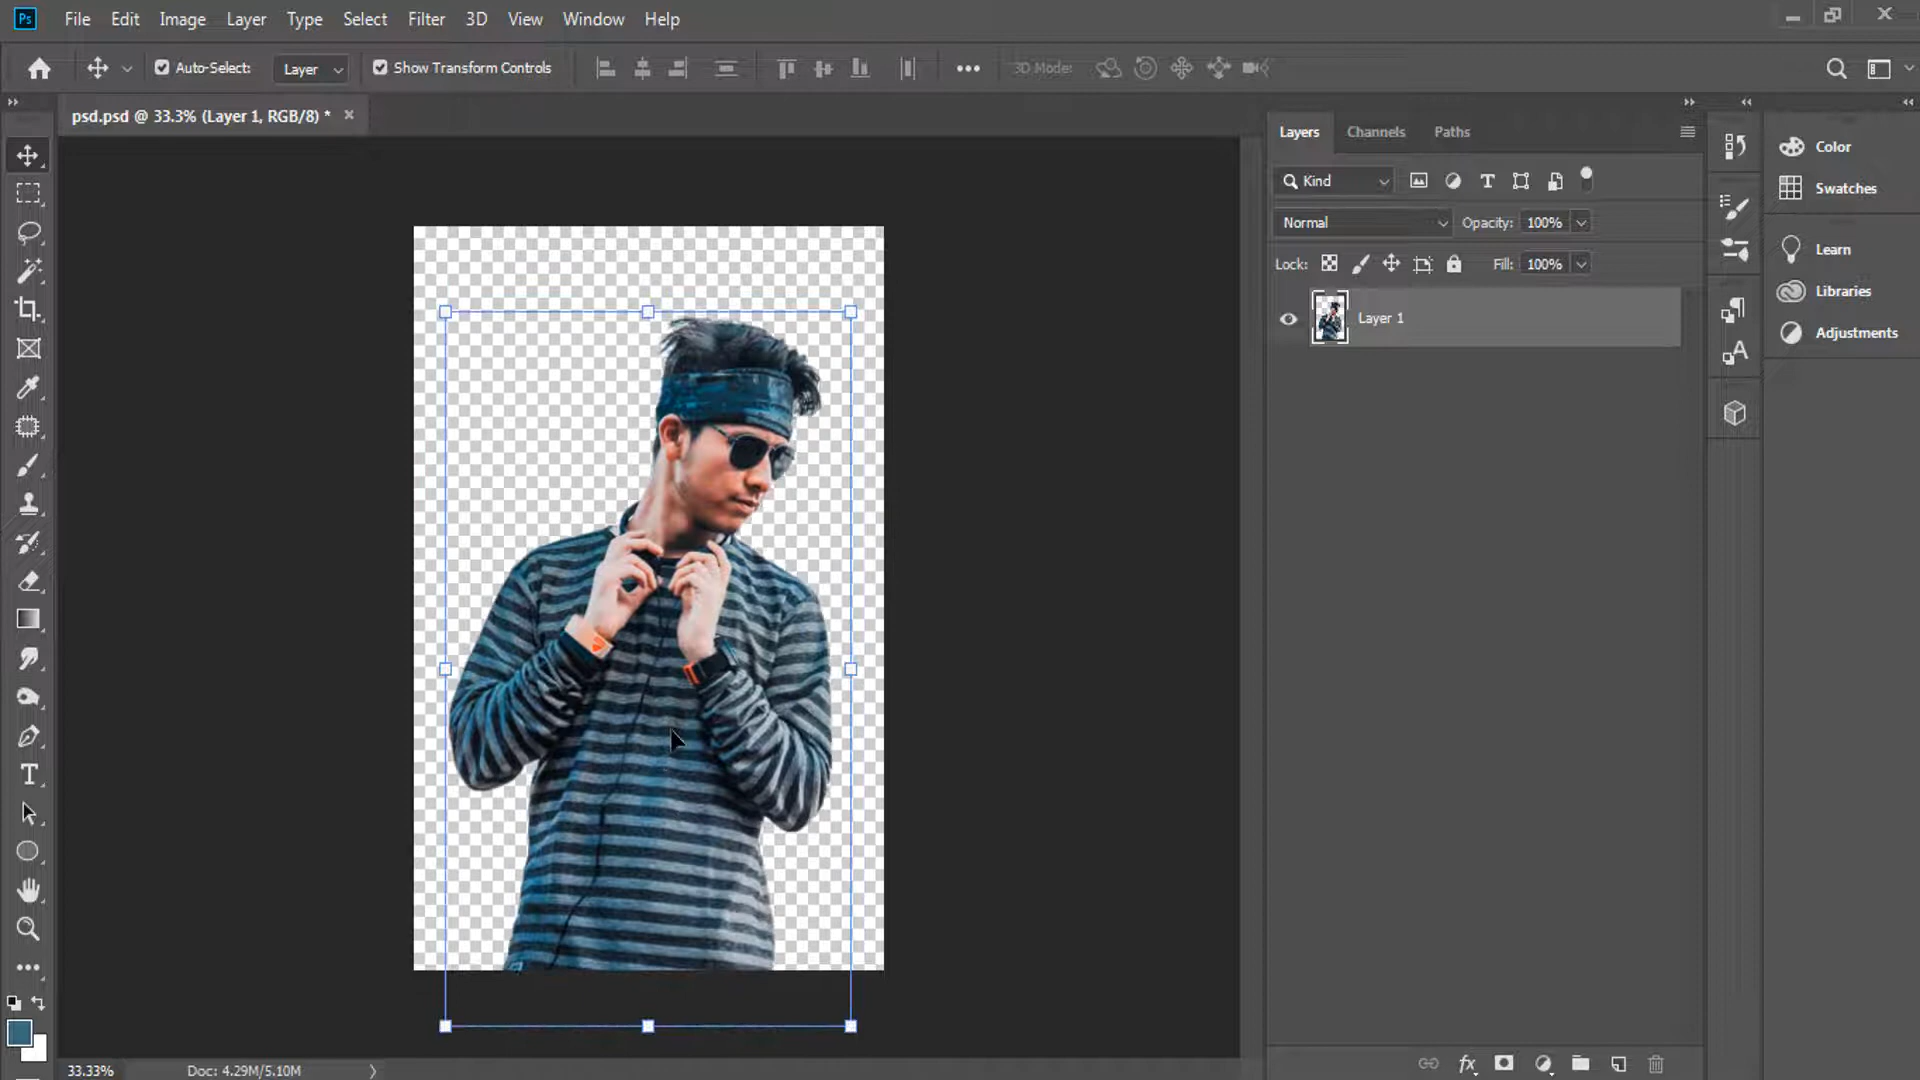 Ps File Edit Image Layer Type Select Filter 3D View Window Help
Auto-Select: Layer Show Transform Controls 3D Mode:
psd.psd @ 33.3% (Layer 1, RGB/8) * ×
Layers Channels Paths
Kind
Normal Opacity: 100%
Lock: Fill: 100%
Layer 1
Color
Swatches
Learn
Libraries
Adjustments
33.33% Doc: 4.29M/5.10M